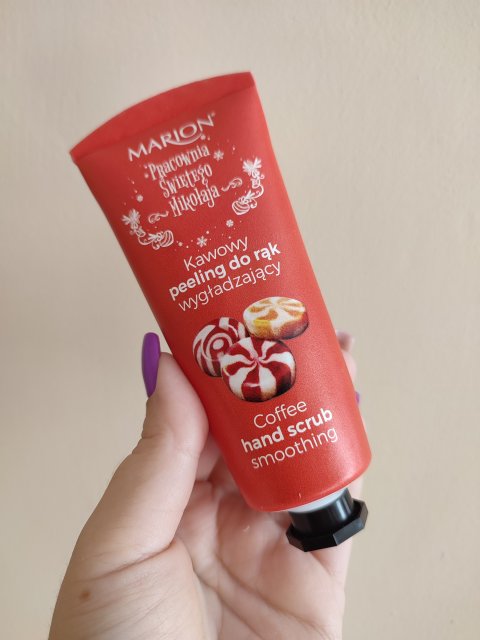 MARION®
Pracownia
Świętego
Mikołaja
Kawowy
peeling do rąk
wygładzający
Coffee
hand scrub
smoothing